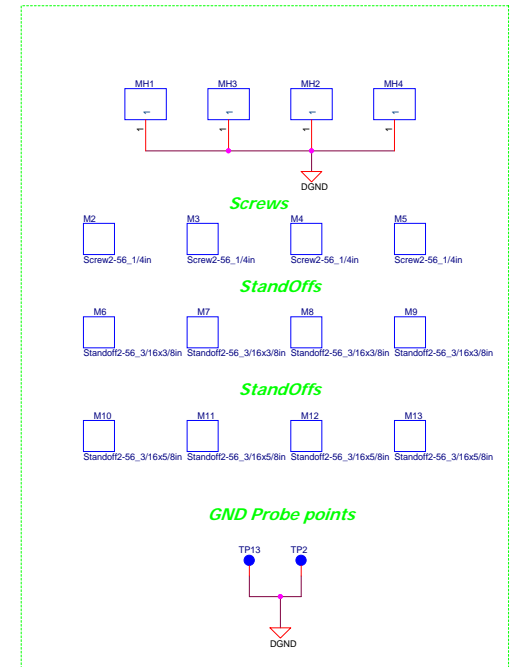 MH1 MH3 MH2 MH4
1 1 1 1
1 1 1 1
DGND
Screws
M2 M3 M4 M5
Screw2-56_1/4in Screw2-56_1/4in Screw2-56_1/4in Screw2-56_1/4in
StandOffs
M6 M7 M8 M9
Standoff2-56_3/16x3/8in Standoff2-56_3/16x3/8in Standoff2-56_3/16x3/8in Standoff2-56_3/16x3/8in
StandOffs
M10 M11 M12 M13
Standoff2-56_3/16x5/8in Standoff2-56_3/16x5/8in Standoff2-56_3/16x5/8in Standoff2-56_3/16x5/8in
GND Probe points
TP13 TP2
DGND